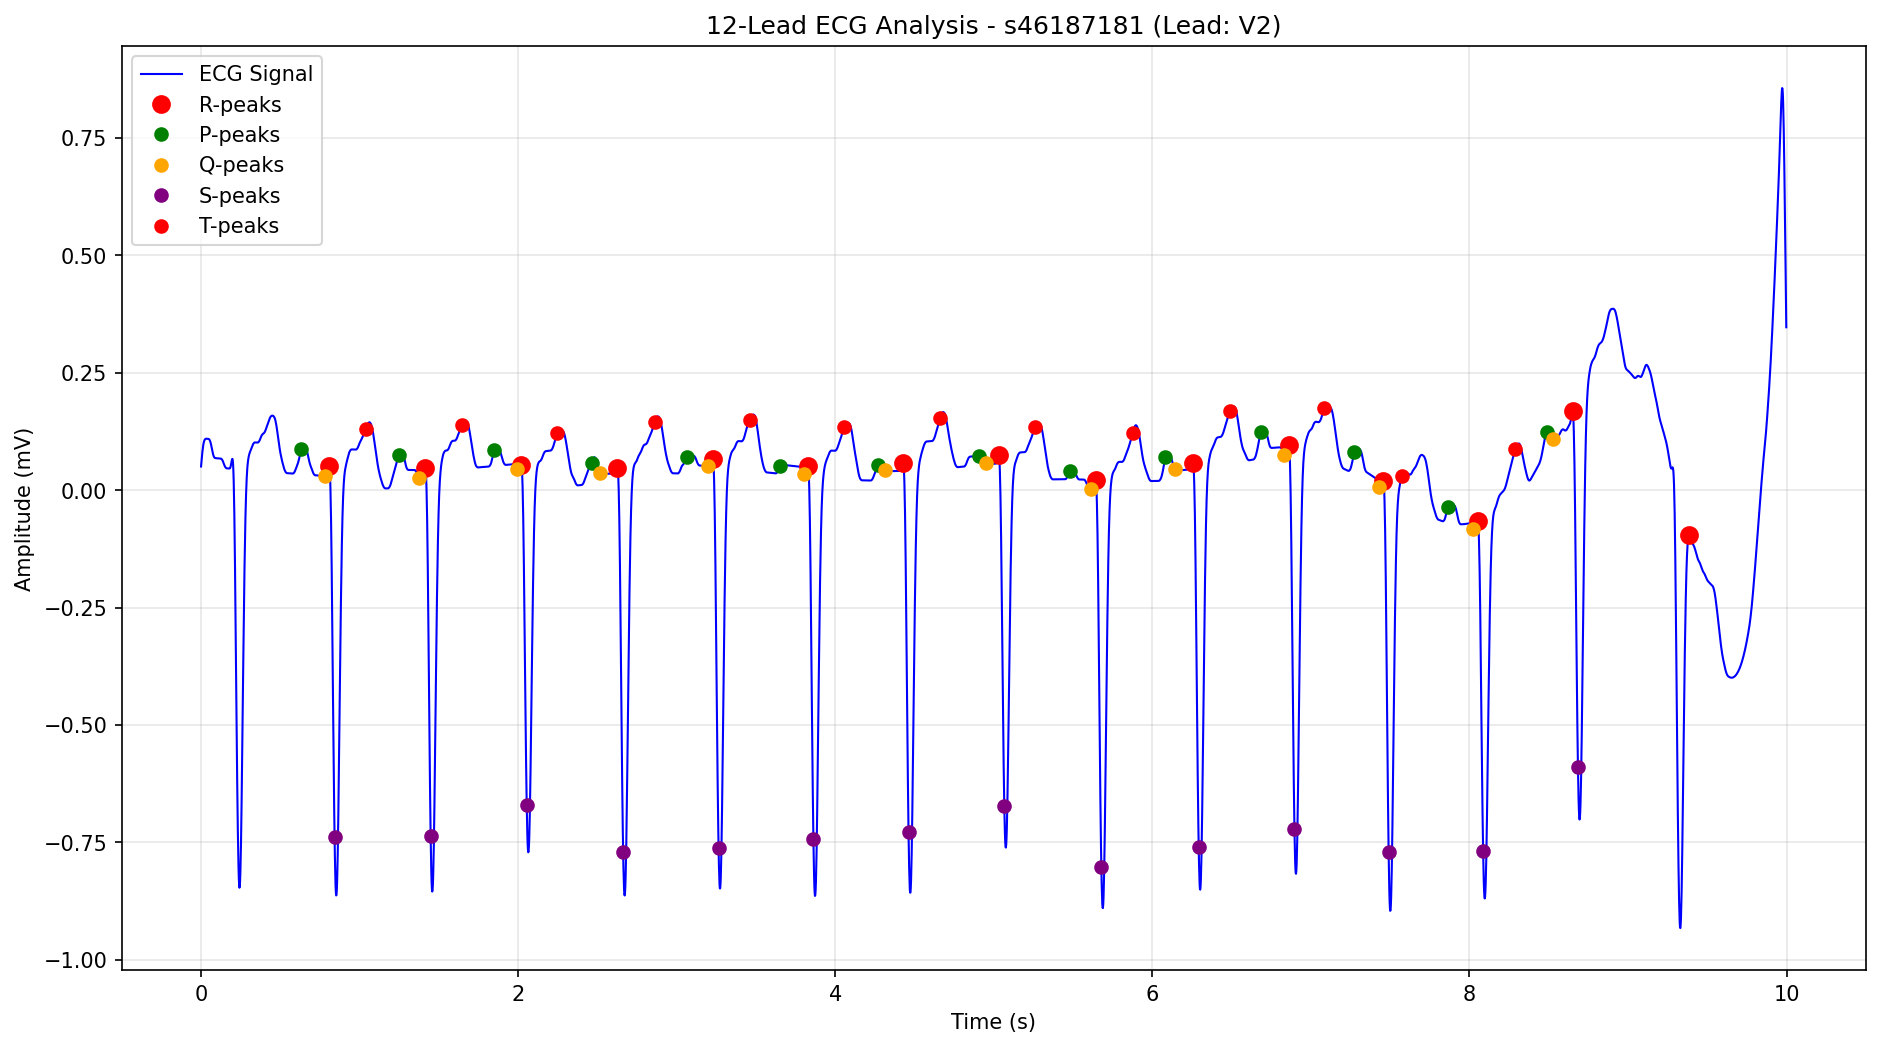 12-Lead ECG Analysis - s46187181 (Lead: V2)
ECG Signal
R-peaks
P-peaks
Q-peaks
S-peaks
T-peaks
Amplitude (mV)
0.75
0.50
0.25
0.00
−0.25
−0.50
−0.75
−1.00
0 2 4 6 8 10
Time (s)